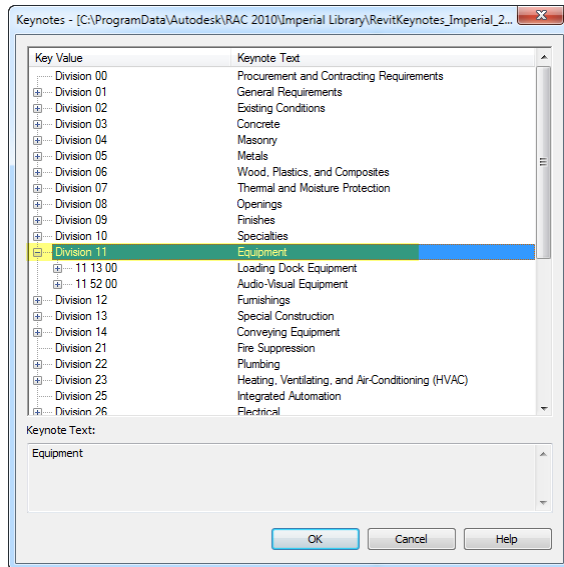 Keynotes - [C:\ProgramData\Autodesk\RAC 2010\Imperial Library\RevitKeynotes_Imperial_2...
Key Value Keynote Text
Division 00 Procurement and Contracting Requirements
Division 01 General Requirements
Division 02 Existing Conditions
Division 03 Concrete
Division 04 Masonry
Division 05 Metals
Division 06 Wood, Plastics, and Composites
Division 07 Thermal and Moisture Protection
Division 08 Openings
Division 09 Finishes
Division 10 Specialties
Division 11 Equipment
11 13 00 Loading Dock Equipment
11 52 00 Audio-Visual Equipment
Division 12 Furnishings
Division 13 Special Construction
Division 14 Conveying Equipment
Division 21 Fire Suppression
Division 22 Plumbing
Division 23 Heating, Ventilating, and Air-Conditioning (HVAC)
Division 25 Integrated Automation
Division 26 Electrical
Keynote Text:
Equipment
OK Cancel Help